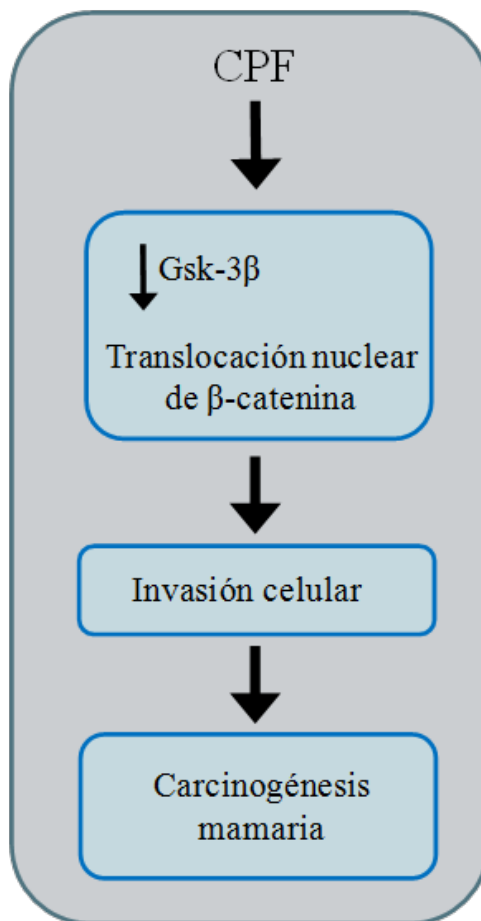 CPF
Gsk-3β
Translocación nuclear
de β-catenina
Invasión celular
Carcinogénesis
mamaria